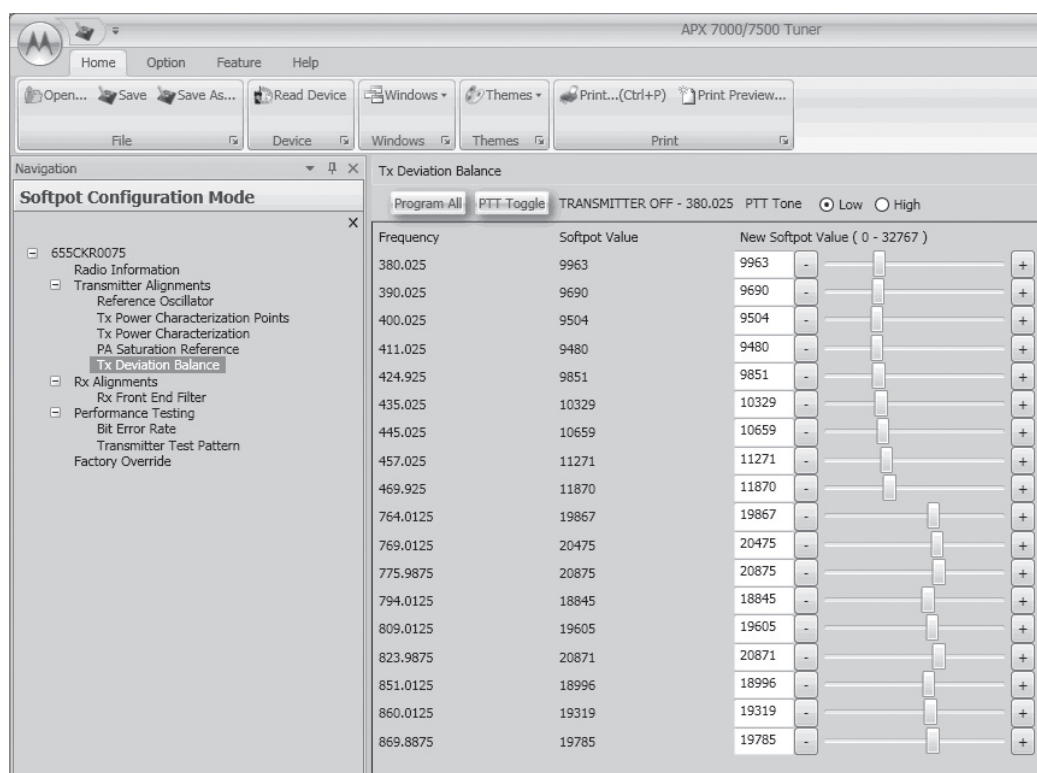 APX 7000/7500 Tuner
Home Option Feature Help
Open... Save Save As... Read Device Windows Themes Print...(Ctrl+P) Print Preview...
File Device Windows Themes Print
Navigation
Softpot Configuration Mode
655CKR0075
Radio Information
Transmitter Alignments
Reference Oscillator
Tx Power Characterization Points
Tx Power Characterization
PA Saturation Reference
Tx Deviation Balance
Rx Alignments
Rx Front End Filter
Performance Testing
Bit Error Rate
Transmitter Test Pattern
Factory Override
Tx Deviation Balance
Program All PTT Toggle TRANSMITTER OFF - 380.025 PTT Tone Low High
Frequency Softpot Value New Softpot Value ( 0 - 32767 )
380.025 9963 9963 - +
390.025 9690 9690 - +
400.025 9504 9504 - +
411.025 9480 9480 - +
424.925 9851 9851 - +
435.025 10329 10329 - +
445.025 10659 10659 - +
457.025 11271 11271 - +
469.925 11870 11870 - +
764.0125 19867 19867 - +
769.0125 20475 20475 - +
775.9875 20875 20875 - +
794.0125 18845 18845 - +
809.0125 19605 19605 - +
823.9875 20871 20871 - +
851.0125 18996 18996 - +
860.0125 19319 19319 - +
869.8875 19785 19785 - +